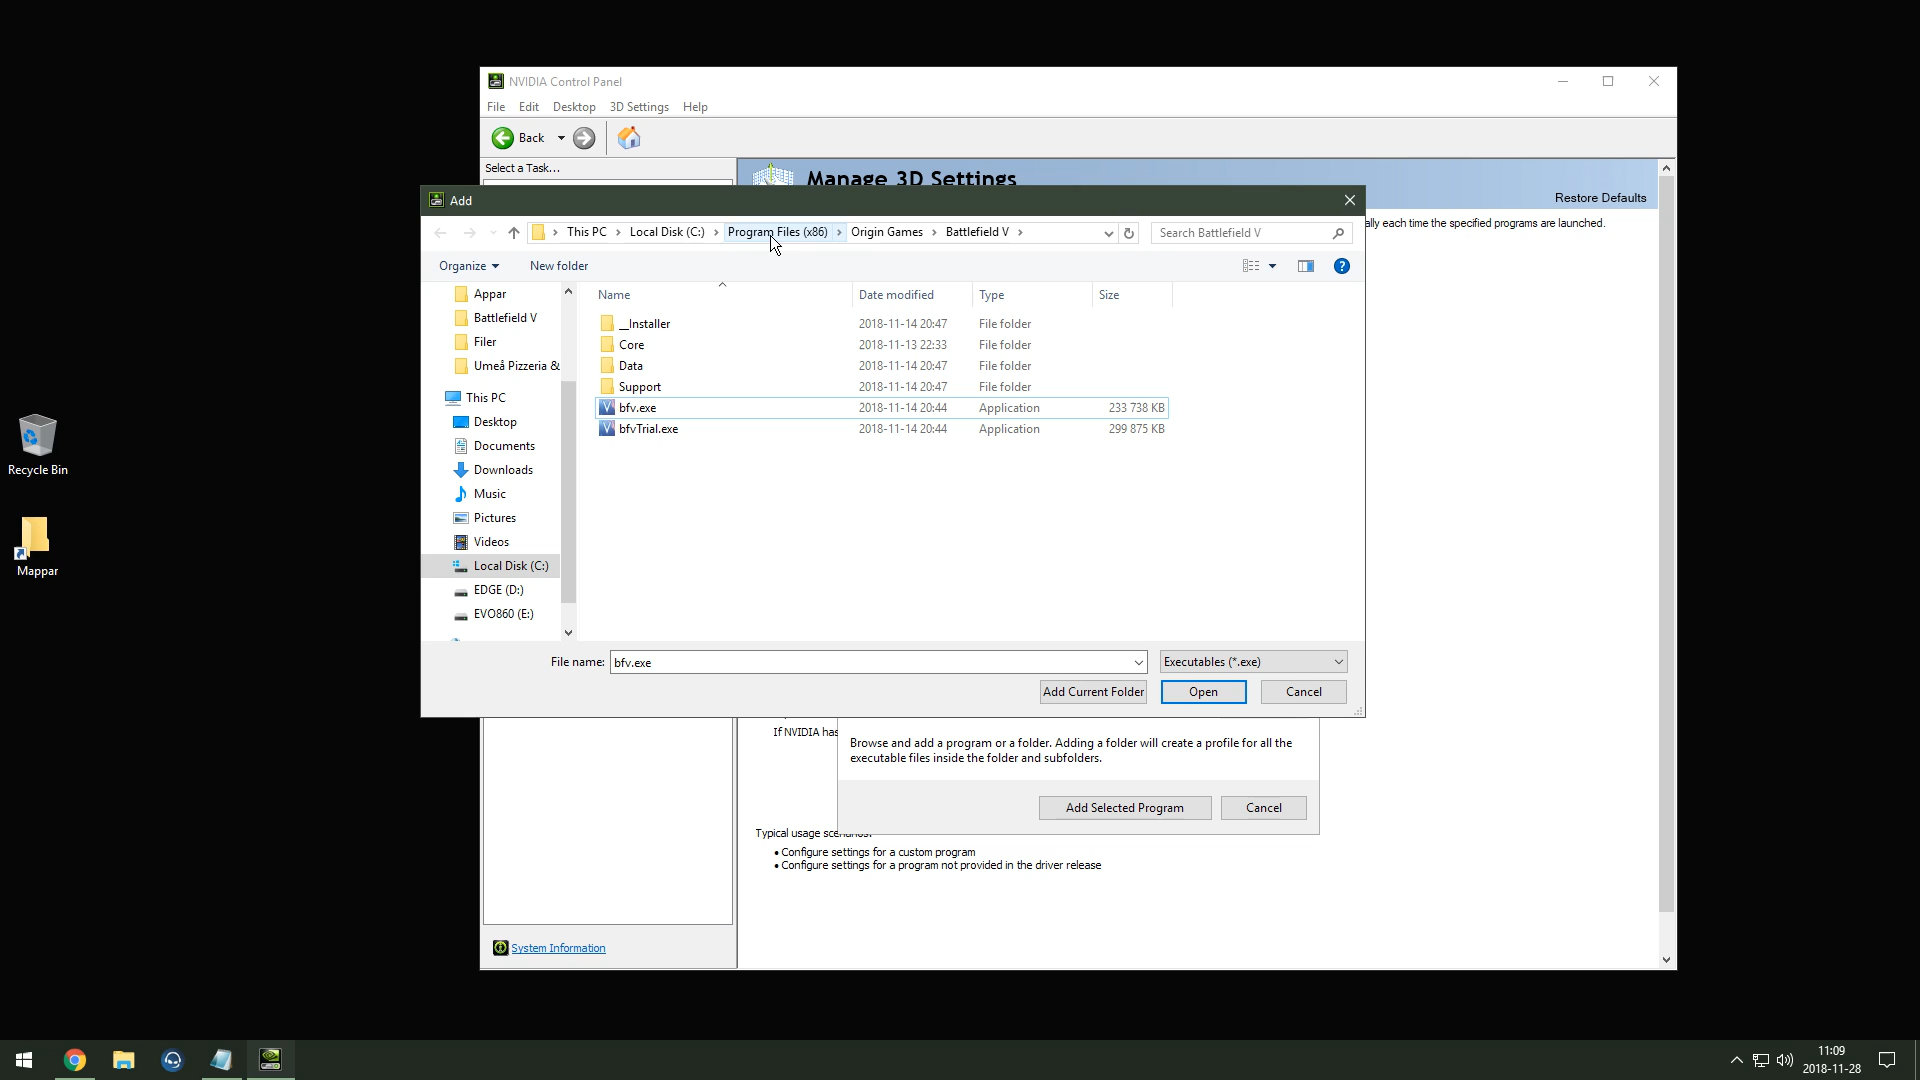 NVIDIA Control Panel
File Edit Desktop 3D Settings Help
Back
Select a Task...
Manage 3D Settings
Restore Defaults
ally each time the specified programs are launched.
Add
This PC Local Disk (C:) Program Files (x86) Origin Games Battlefield V
Search Battlefield V
Organize New folder
Appar
Battlefield V
Filer
Umeå Pizzeria &
This PC
Desktop
Documents
Downloads
Music
Pictures
Videos
Local Disk (C:)
EDGE (D:)
EVO860 (E:)
Name Date modified Type Size
__Installer 2018-11-14 20:47 File folder
Core 2018-11-13 22:33 File folder
Data 2018-11-14 20:47 File folder
Support 2018-11-14 20:47 File folder
bfv.exe 2018-11-14 20:44 Application 233 738 KB
bfvTrial.exe 2018-11-14 20:44 Application 299 875 KB
File name: bfv.exe Executables (*.exe)
Add Current Folder Open Cancel
If NVIDIA has
Browse and add a program or a folder. Adding a folder will create a profile for all the
executable files inside the folder and subfolders.
Add Selected Program Cancel
Typical usage scenarios:
• Configure settings for a custom program
• Configure settings for a program not provided in the driver release
System Information
Recycle Bin
Mappar
11:09
2018-11-28